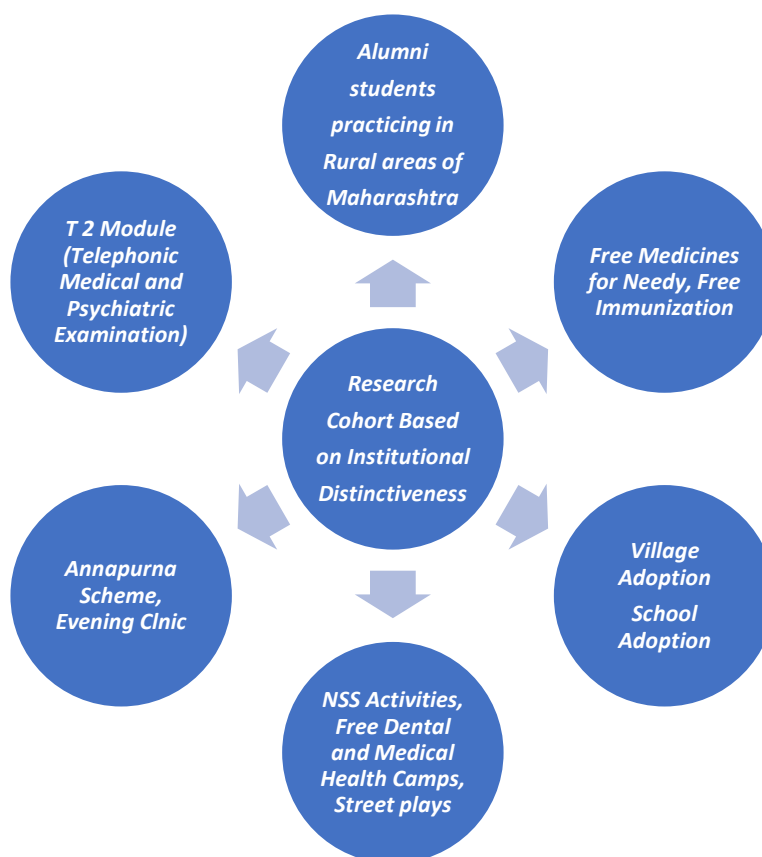 Alumni
students
practicing in
Rural areas of
Maharashtra
T 2 Module
(Telephonic
Medical and
Psychiatric
Examination)
Free Medicines
for Needy, Free
Immunization
Research
Cohort Based
on Institutional
Distinctiveness
Annapurna
Scheme,
Evening Clnic
Village
Adoption
School
Adoption
NSS Activities,
Free Dental
and Medical
Health Camps,
Street plays